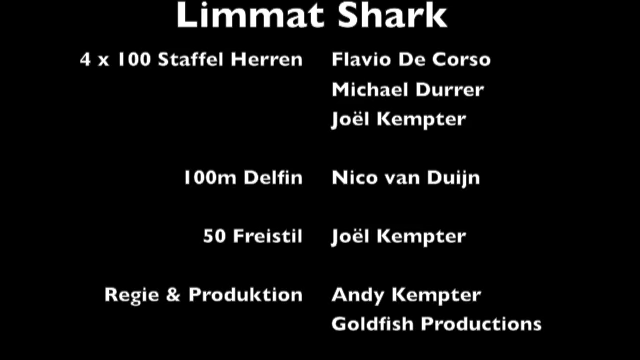 Limmat Shark
4 x 100 Staffel Herren Flavio De Corso
Michael Durrer
Joël Kempter
100m Delfin Nico van Duijn
50 Freistil Joël Kempter
Regie & Produktion Andy Kempter
Goldfish Productions